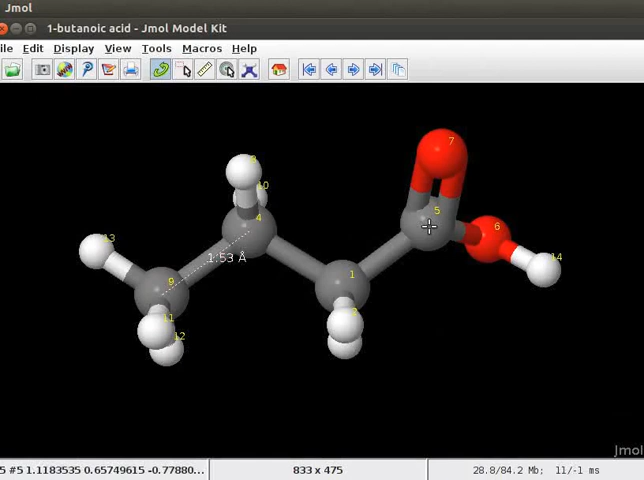 Jmol
1-butanoic acid - Jmol Model Kit
ile Edit Display View Tools Macros Help
7
10
4
5
6
13
1.53 Å
14
9
1
11
12
Jmol
5 #5 1.1183535 0.65749615 -0.77880... 833 x 475 28.8/84.2 Mb; 11/-1 ms